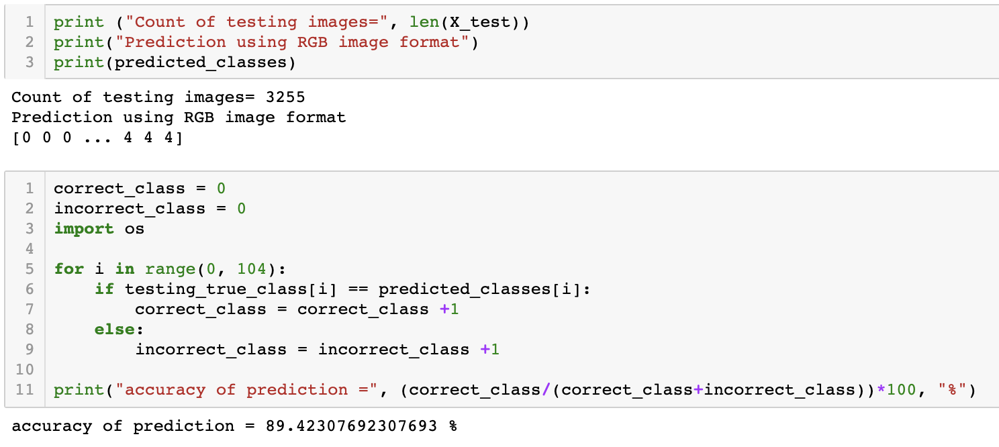 1 print ("Count of testing images=", len(X_test))
2 print("Prediction using RGB image format")
3 print(predicted_classes)
Count of testing images= 3255
Prediction using RGB image format
[0 0 0 ... 4 4 4]
1 correct_class = 0
2 incorrect_class = 0
3 import os
4
5 for i in range(0, 104):
6     if testing_true_class[i] == predicted_classes[i]:
7         correct_class = correct_class +1
8     else:
9         incorrect_class = incorrect_class +1
10
11 print("accuracy of prediction =", (correct_class/(correct_class+incorrect_class))*100, "%")
accuracy of prediction = 89.42307692307693 %